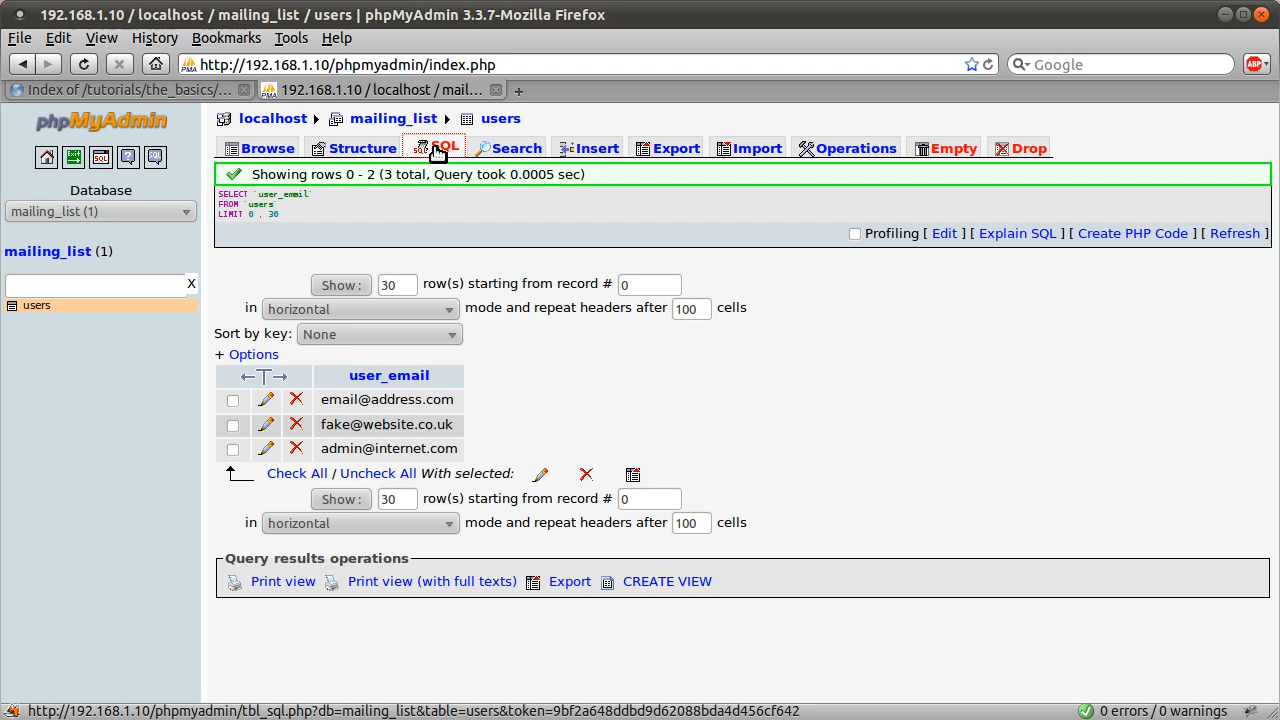 192.168.1.10 / localhost / mailing_list / users | phpMyAdmin 3.3.7-Mozilla Firefox
File Edit View History Bookmarks Tools Help
http://192.168.1.10/phpmyadmin/index.php
Google
ABP
Index of /tutorials/the_basics/...
192.168.1.10 / localhost / mail...
phpMyAdmin
Database
mailing_list (1)
mailing_list (1)
X
users
localhost mailing_list users
Browse Structure SQL Search Insert Export Import Operations Empty Drop
Showing rows 0 - 2 (3 total, Query took 0.0005 sec)
SELECT `user_email`
FROM `users`
LIMIT 0 , 30
Profiling [ Edit ] [ Explain SQL ] [ Create PHP Code ] [ Refresh ]
Show : 30 row(s) starting from record # 0
in horizontal mode and repeat headers after 100 cells
Sort by key: None
+ Options
←T→ user_email
email@address.com
fake@website.co.uk
admin@internet.com
Check All / Uncheck All With selected:
Show : 30 row(s) starting from record # 0
in horizontal mode and repeat headers after 100 cells
Query results operations
Print view Print view (with full texts) Export CREATE VIEW
http://192.168.1.10/phpmyadmin/tbl_sql.php?db=mailing_list&table=users&token=9bf2a648ddbd9d62088bda4d456cf642
0 errors / 0 warnings